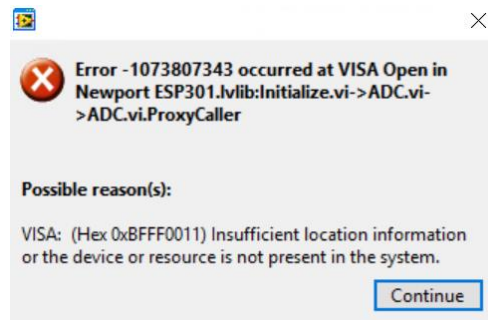 Error -1073807343 occurred at VISA Open in
Newport ESP301.lvlib:Initialize.vi->ADC.vi-
>ADC.vi.ProxyCaller
Possible reason(s):
VISA:  (Hex 0xBFFF0011) Insufficient location information
or the device or resource is not present in the system.
Continue